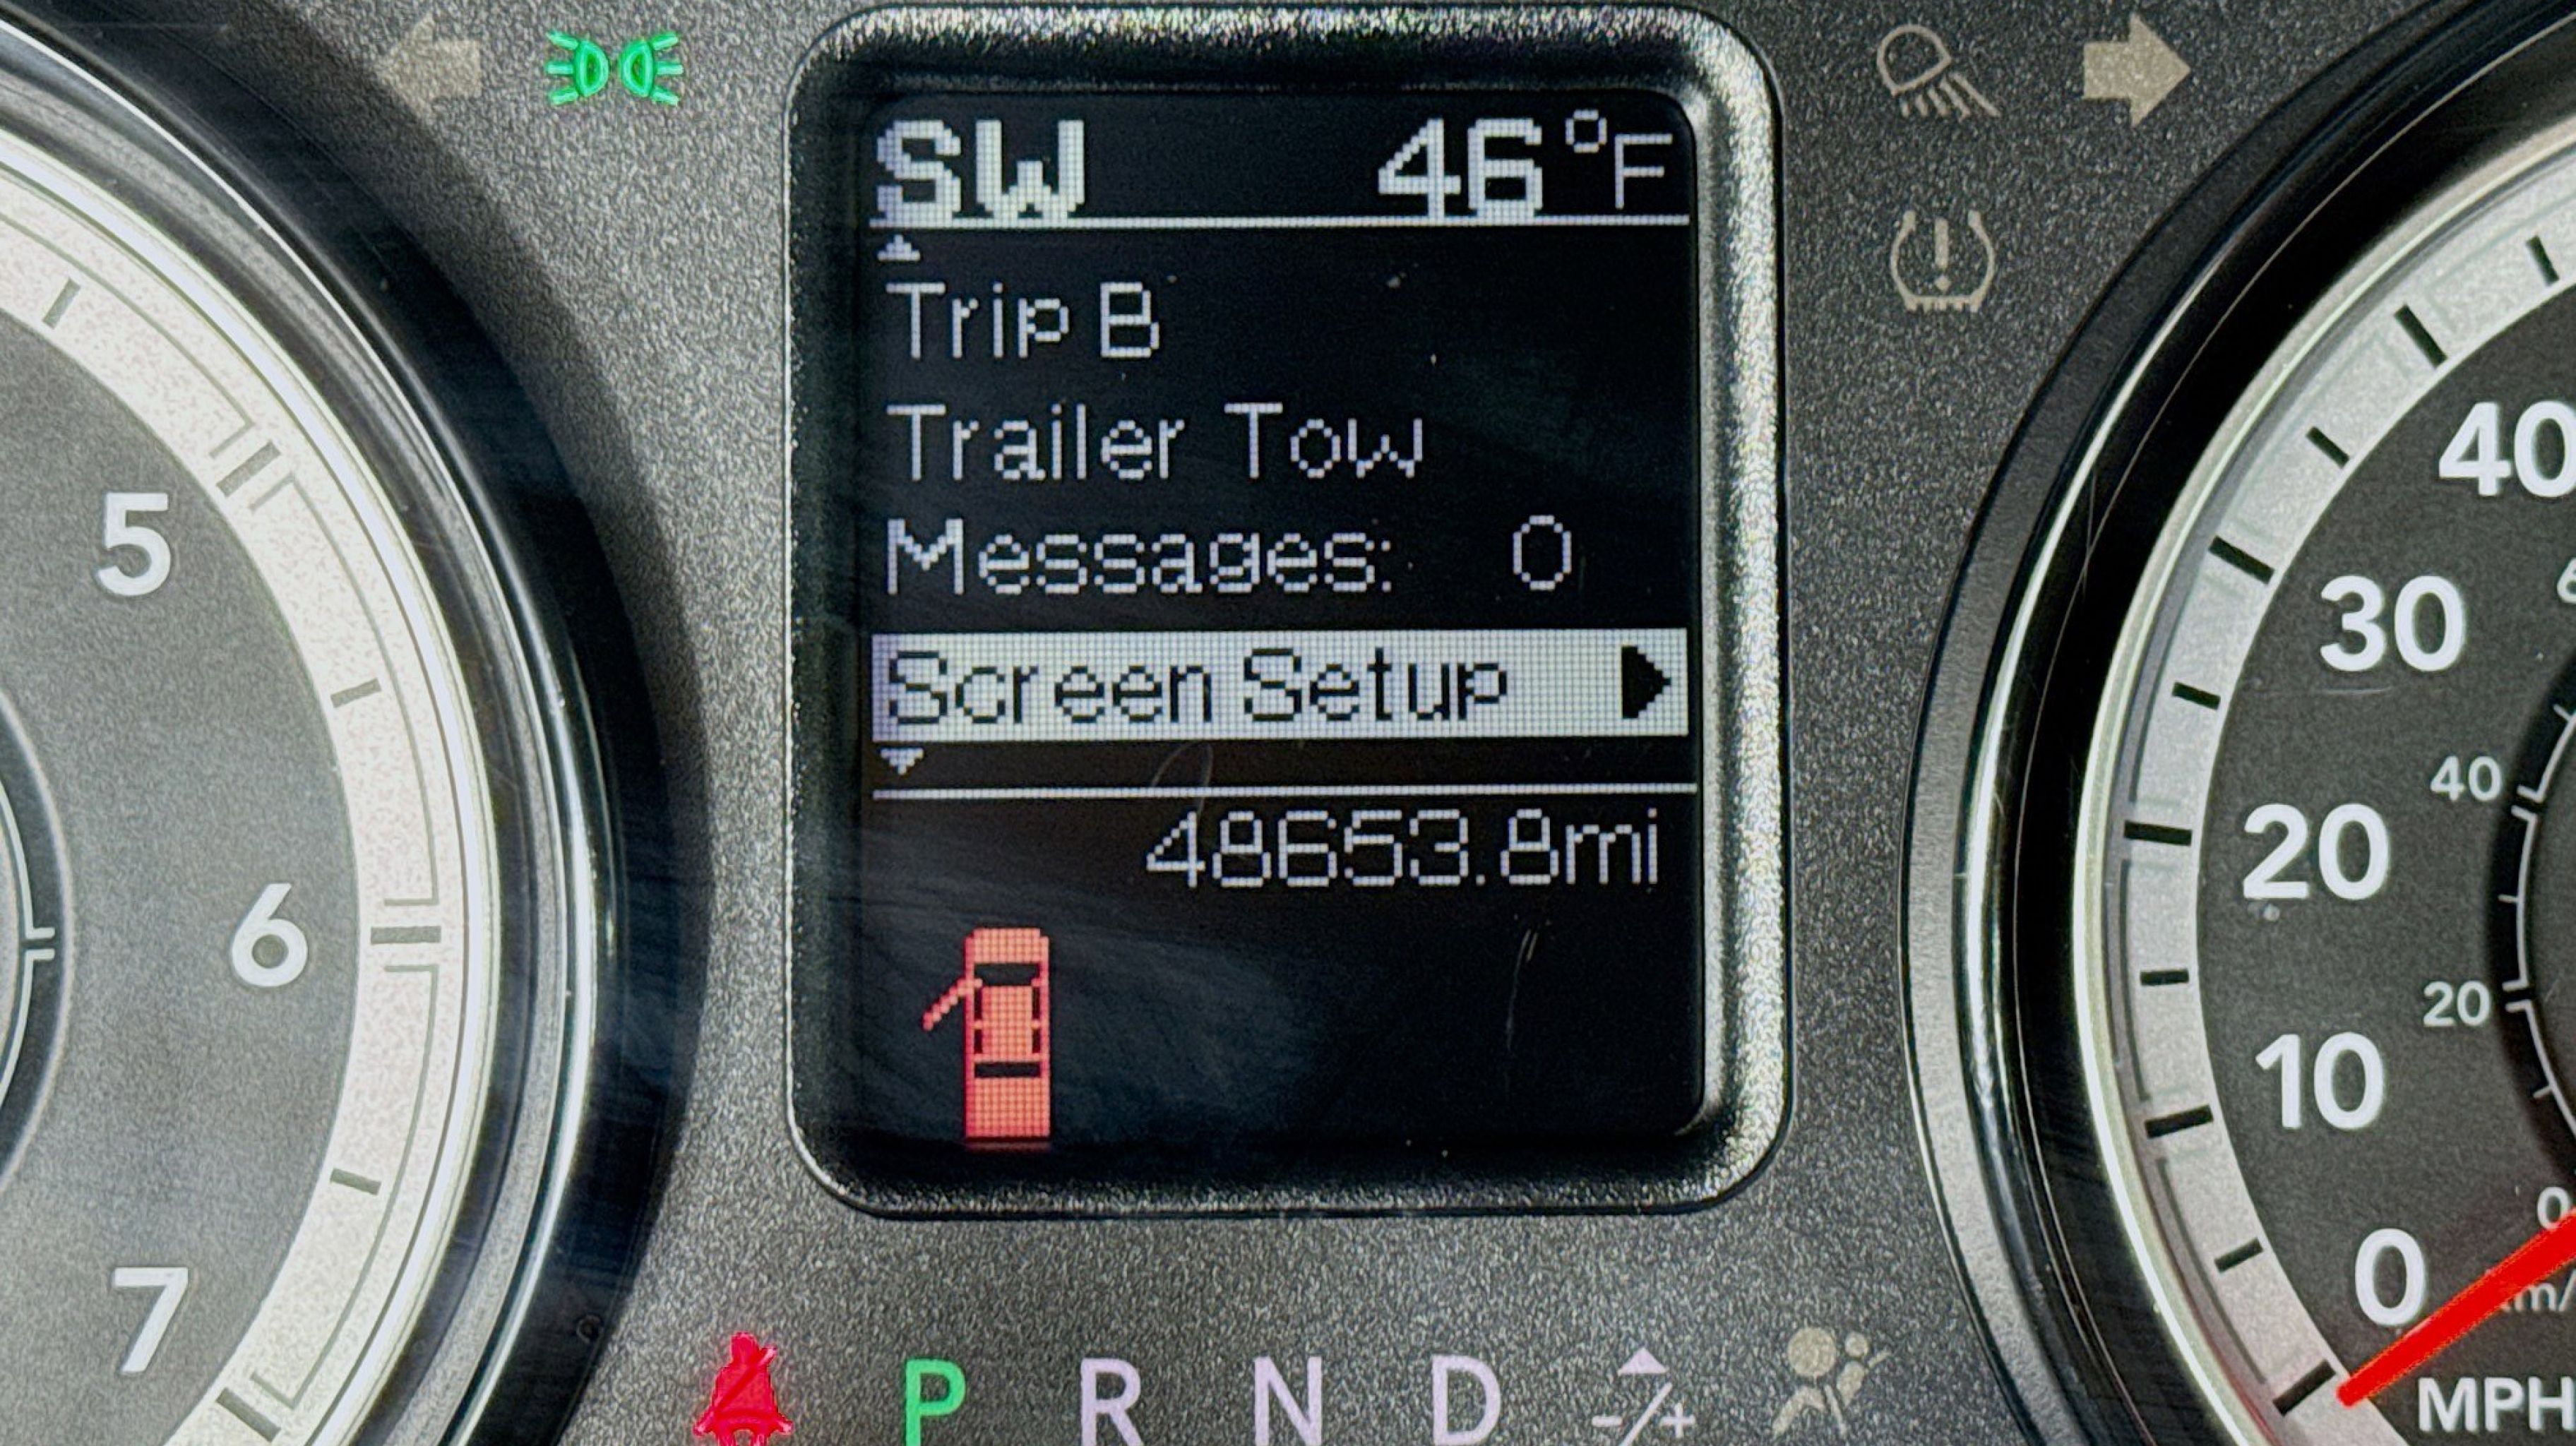 SW 46°F
Trip B
Trailer Tow
Messages: 0
Screen Setup
48653.8mi
5
6
7
40
30
20
10
0
40
20
0
MPH
P R N D -/+